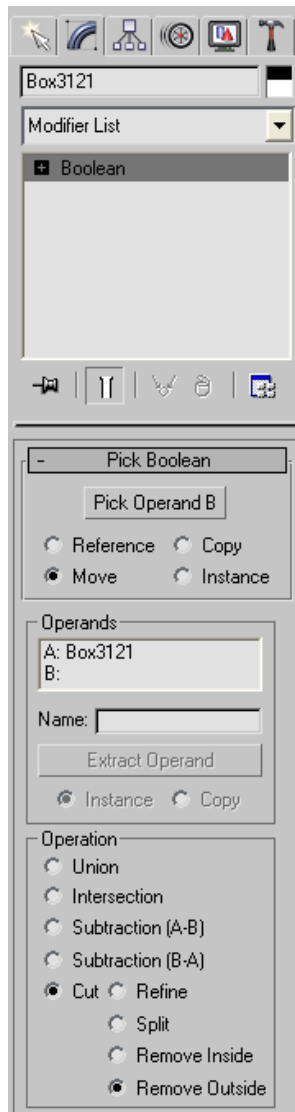 Box3121
Modifier List
Boolean
- Pick Boolean
Pick Operand B
Reference Copy
Move Instance
Operands
A: Box3121
B:
Name:
Extract Operand
Instance Copy
Operation
Union
Intersection
Subtraction (A-B)
Subtraction (B-A)
Cut Refine
Split
Remove Inside
Remove Outside